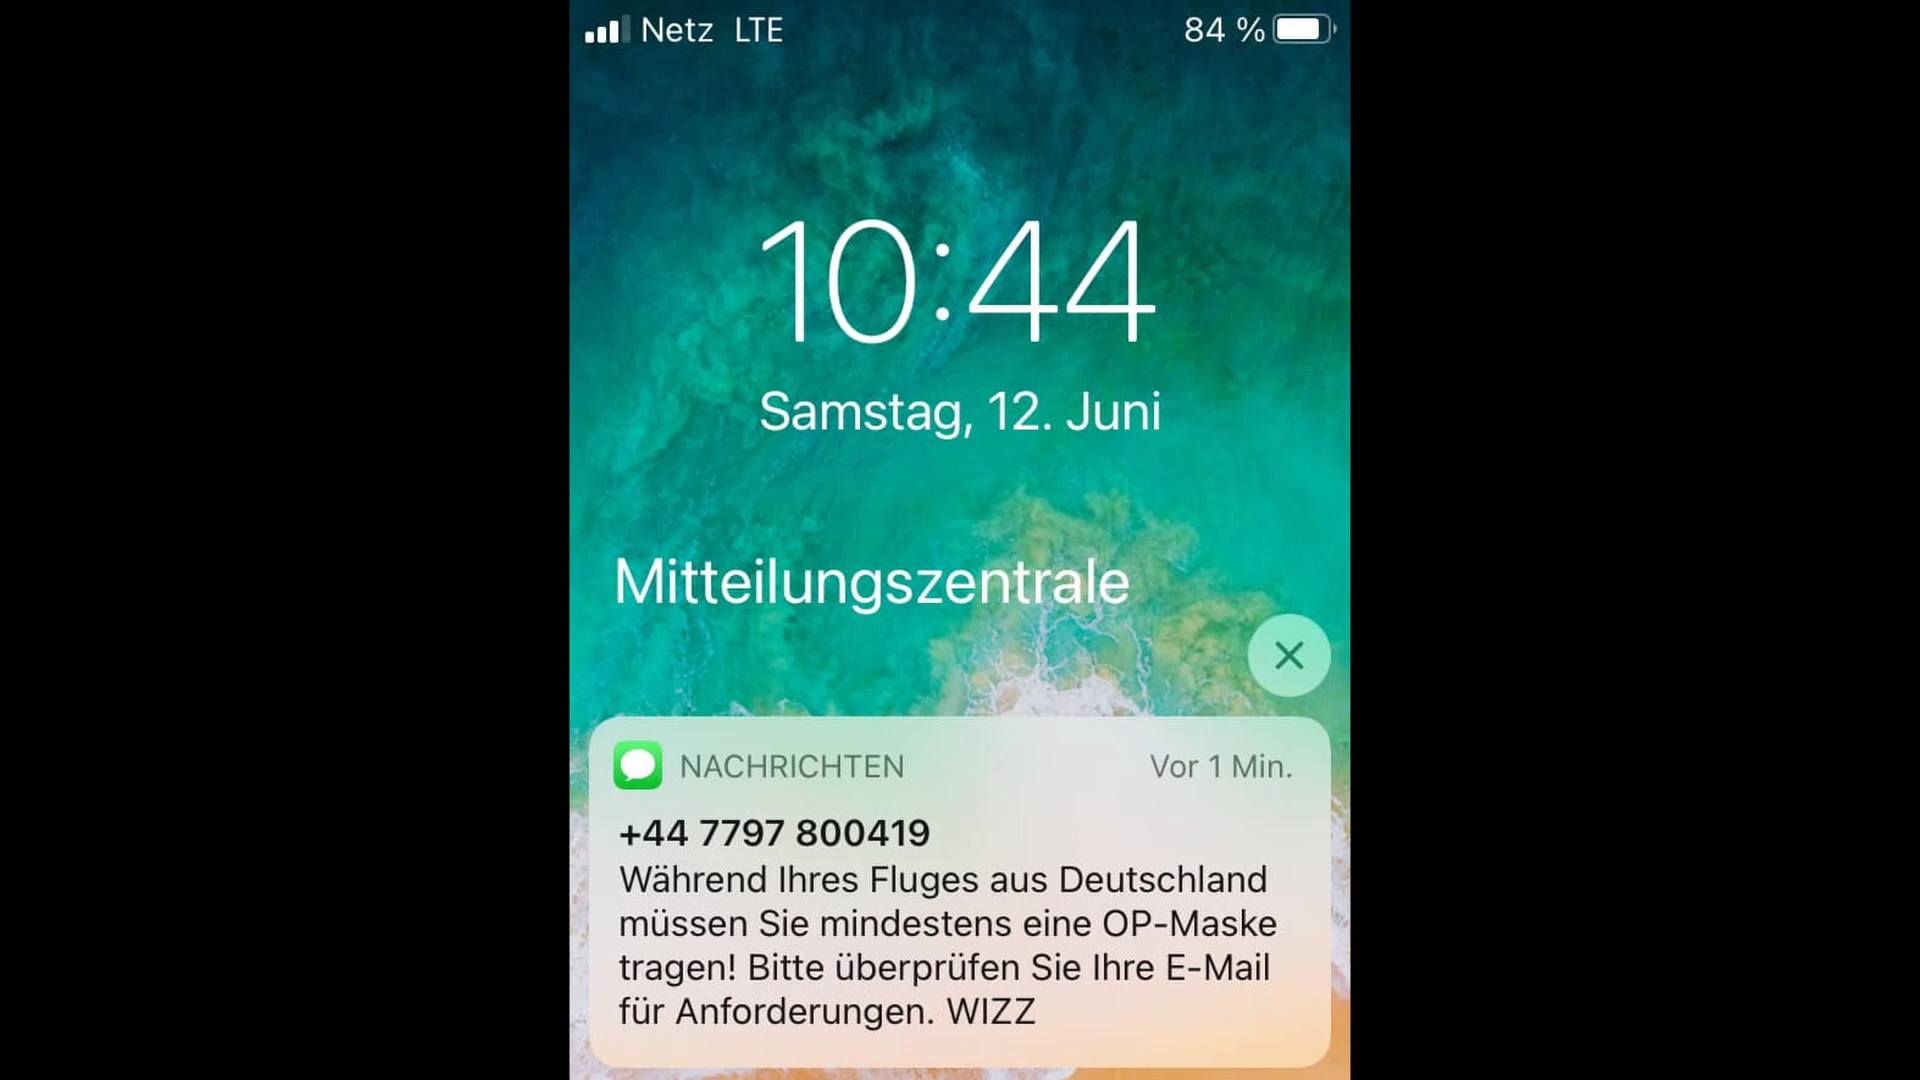 Netz LTE 84 %
10:44
Samstag, 12. Juni
Mitteilungszentrale
NACHRICHTEN Vor 1 Min.
+44 7797 800419
Während Ihres Fluges aus Deutschland
müssen Sie mindestens eine OP-Maske
tragen! Bitte überprüfen Sie Ihre E-Mail
für Anforderungen. WIZZ